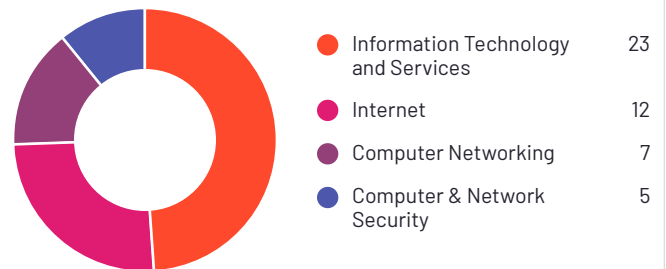 Information Technology 23
and Services
Internet 12
Computer Networking 7
Computer & Network 5
Security